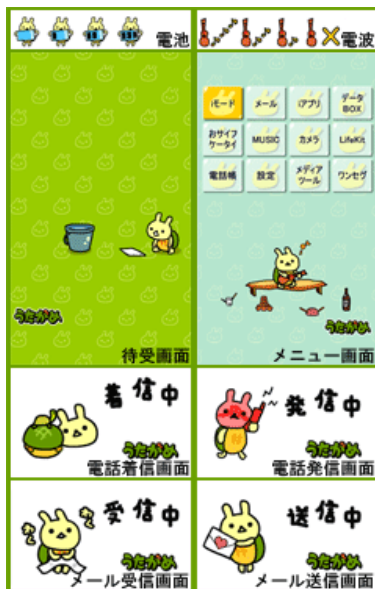 電池
電波
iモード メール iアプリ データBOX
おサイフケータイ MUSIC カメラ LifeKit
電話帳 設定 メディアツール ワンセグ
うたがめ
待受画面
うたがめ
メニュー画面
着信中
うたがめ
電話着信画面
発信中
うたがめ
電話発信画面
受信中
うたがめ
メール受信画面
送信中
うたがめ
メール送信画面